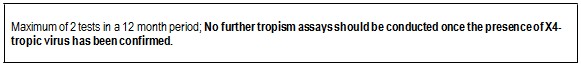 Maximum of 2 tests in a 12 month period; No further tropism assays should be conducted once the presence of X4-
tropic virus has been confirmed.